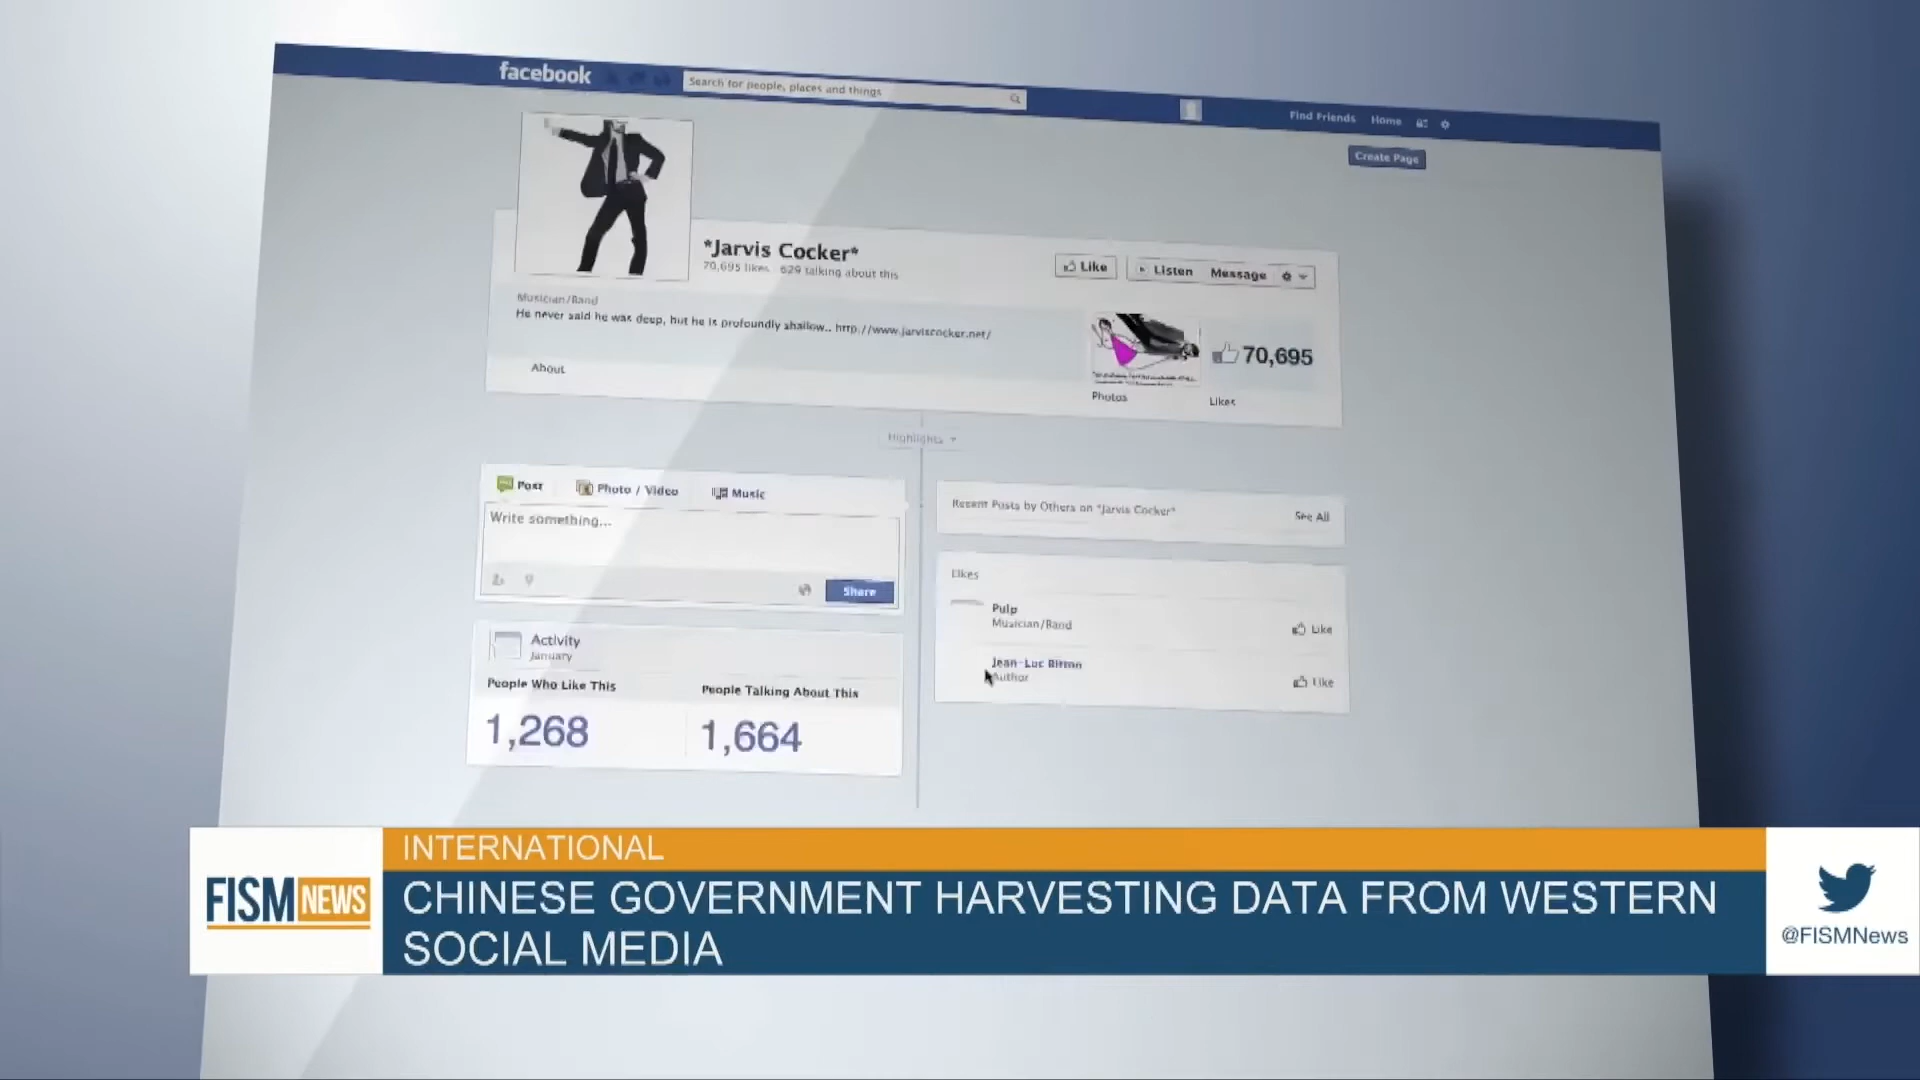 facebook
Search for people, places and things
Find Friends
Home
Create Page
*Jarvis Cocker*
70,695 likes · 629 talking about this
Like
Listen
Message
Musician/Band
He never said he was deep, but he is profoundly shallow.. http://www.jarviscocker.net/
About
70,695
Photos
Likes
Highlights
Post
Photo / Video
Music
Write something...
Share
Recent Posts by Others on *Jarvis Cocker*
See All
Likes
Pulp
Musician/Band
Like
Jean-Luc
Author
Like
Activity
January
People Who Like This
People Talking About This
1,268
1,664
INTERNATIONAL
FISM NEWS
CHINESE GOVERNMENT HARVESTING DATA FROM WESTERN
SOCIAL MEDIA
@FISMNews